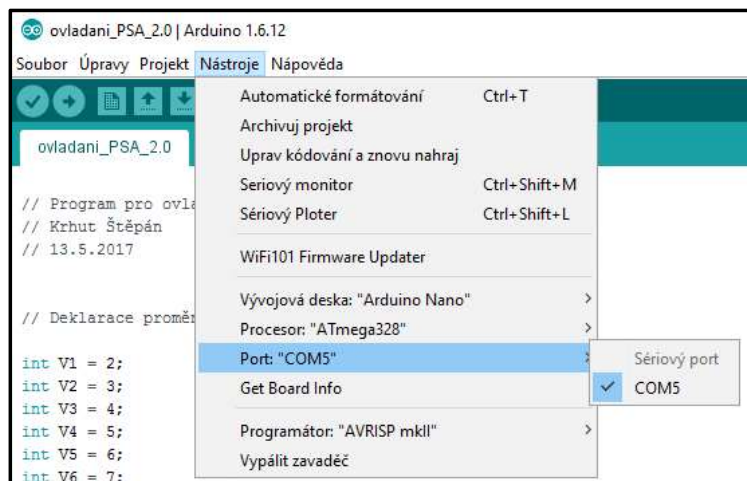 ovladani_PSA_2.0 | Arduino 1.6.12
Soubor Úpravy Projekt Nástroje Nápověda
ovladani_PSA_2.0
Automatické formátování Ctrl+T
Archivuj projekt
Uprav kódování a znovu nahraj
Seriový monitor Ctrl+Shift+M
Sériový Ploter Ctrl+Shift+L
WiFi101 Firmware Updater
Vývojová deska: "Arduino Nano"
Procesor: "ATmega328"
Port: "COM5"
Get Board Info
Programátor: "AVRISP mkII"
Vypálit zavaděč
Sériový port
COM5
// Program pro ovla
// Krhut Štěpán
// 13.5.2017
// Deklarace proměn
int V1 = 2;
int V2 = 3;
int V3 = 4;
int V4 = 5;
int V5 = 6;
int V6 = 7;